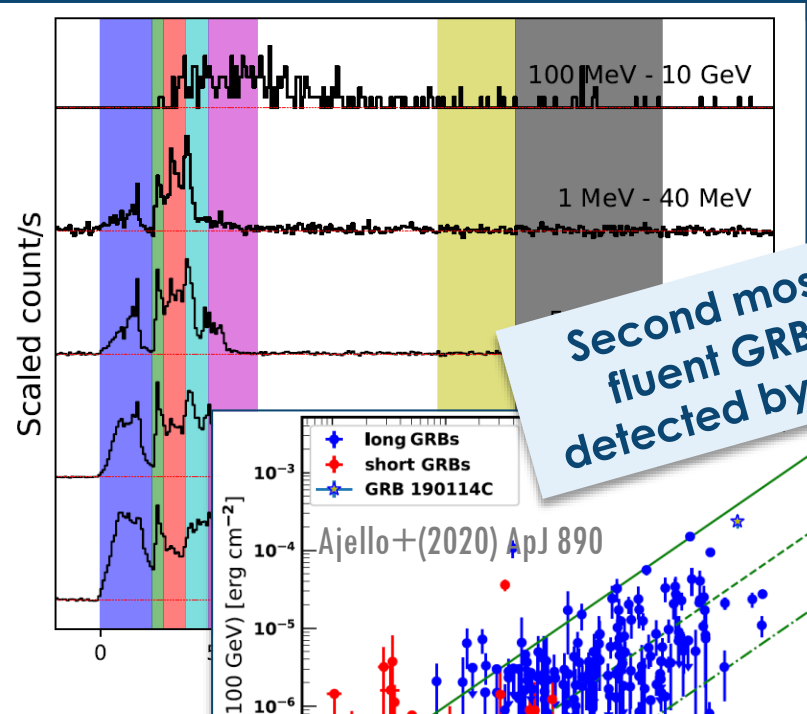 100 MeV - 10 GeV
1 MeV - 40 MeV
Scaled count/s
Second
fluent GRB
detected by
0
long GRBs
short GRBs
GRB 190114C
Ajello+(2020) ApJ 890
100 GeV) [erg cm⁻²]
10⁻³
10⁻⁴
10⁻⁵
10⁻⁶